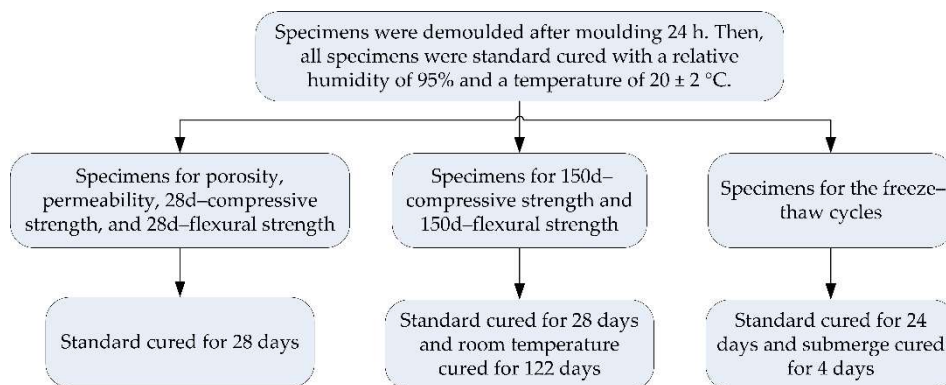 Specimens were demoulded after moulding 24 h. Then,
all specimens were standard cured with a relative
humidity of 95% and a temperature of 20 ± 2 °C.
Specimens for porosity,
permeability, 28d–compressive
strength, and 28d–flexural strength
Specimens for 150d–
compressive strength and
150d–flexural strength
Specimens for the freeze–
thaw cycles
Standard cured for 28 days
Standard cured for 28 days
and room temperature
cured for 122 days
Standard cured for 24
days and submerge cured
for 4 days